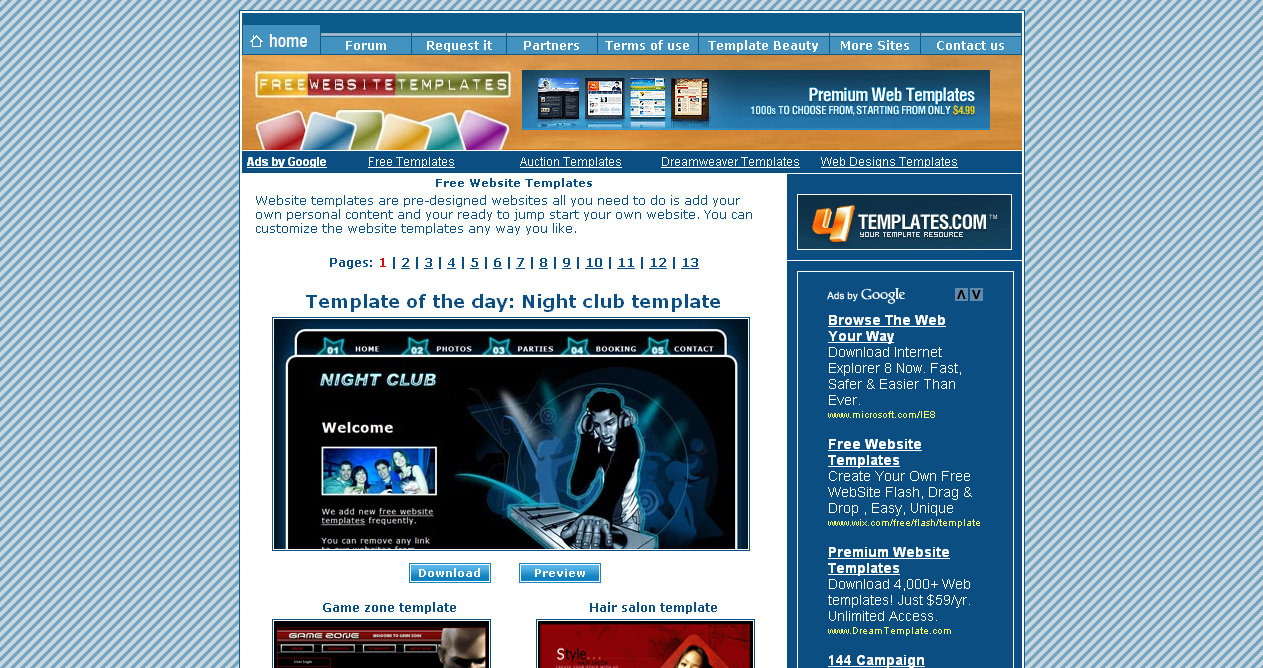 home
Forum
Request it
Partners
Terms of use
Template Beauty
More Sites
Contact us
FREEWEBSITETEMPLATES
Premium Web Templates
1000s TO CHOOSE FROM, STARTING FROM ONLY $4.99
Ads by Google
Free Templates
Auction Templates
Dreamweaver Templates
Web Designs Templates
Free Website Templates
Website templates are pre-designed websites all you need to do is add your
own personal content and your ready to jump start your own website. You can
customize the website templates any way you like.
Pages: 1 | 2 | 3 | 4 | 5 | 6 | 7 | 8 | 9 | 10 | 11 | 12 | 13
Template of the day: Night club template
01 HOME
02 PHOTOS
03 PARTIES
04 BOOKING
05 CONTACT
NIGHT CLUB
Welcome
We add new free website
templates frequently.
You can remove any link
to our websites from
Download
Preview
Game zone template
Hair salon template
GAME ZONE
WELCOME TO GAME ZONE
User login
Style...
TEMPLATES.COM™
YOUR TEMPLATE RESOURCE
Ads by Google
Browse The Web
Your Way
Download Internet
Explorer 8 Now. Fast,
Safer & Easier Than
Ever.
www.microsoft.com/IE8
Free Website
Templates
Create Your Own Free
WebSite Flash, Drag &
Drop , Easy, Unique
www.wix.com/free/flash/template
Premium Website
Templates
Download 4,000+ Web
templates! Just $59/yr.
Unlimited Access.
www.DreamTemplate.com
144 Campaign